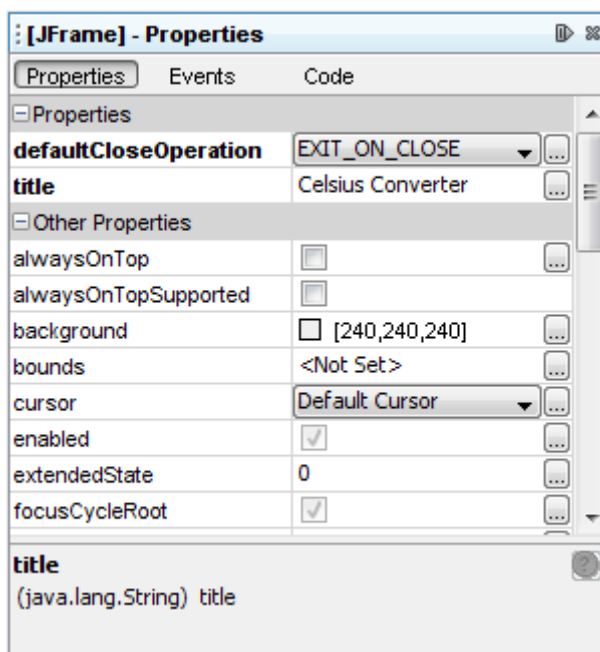 [JFrame] - Properties
Properties Events Code
Properties
defaultCloseOperation EXIT_ON_CLOSE ...
title Celsius Converter ...
Other Properties
alwaysOnTop ...
alwaysOnTopSupported
background [240,240,240] ...
bounds <Not Set> ...
cursor Default Cursor ...
enabled ...
extendedState 0 ...
focusCycleRoot ...
title
?
(java.lang.String) title